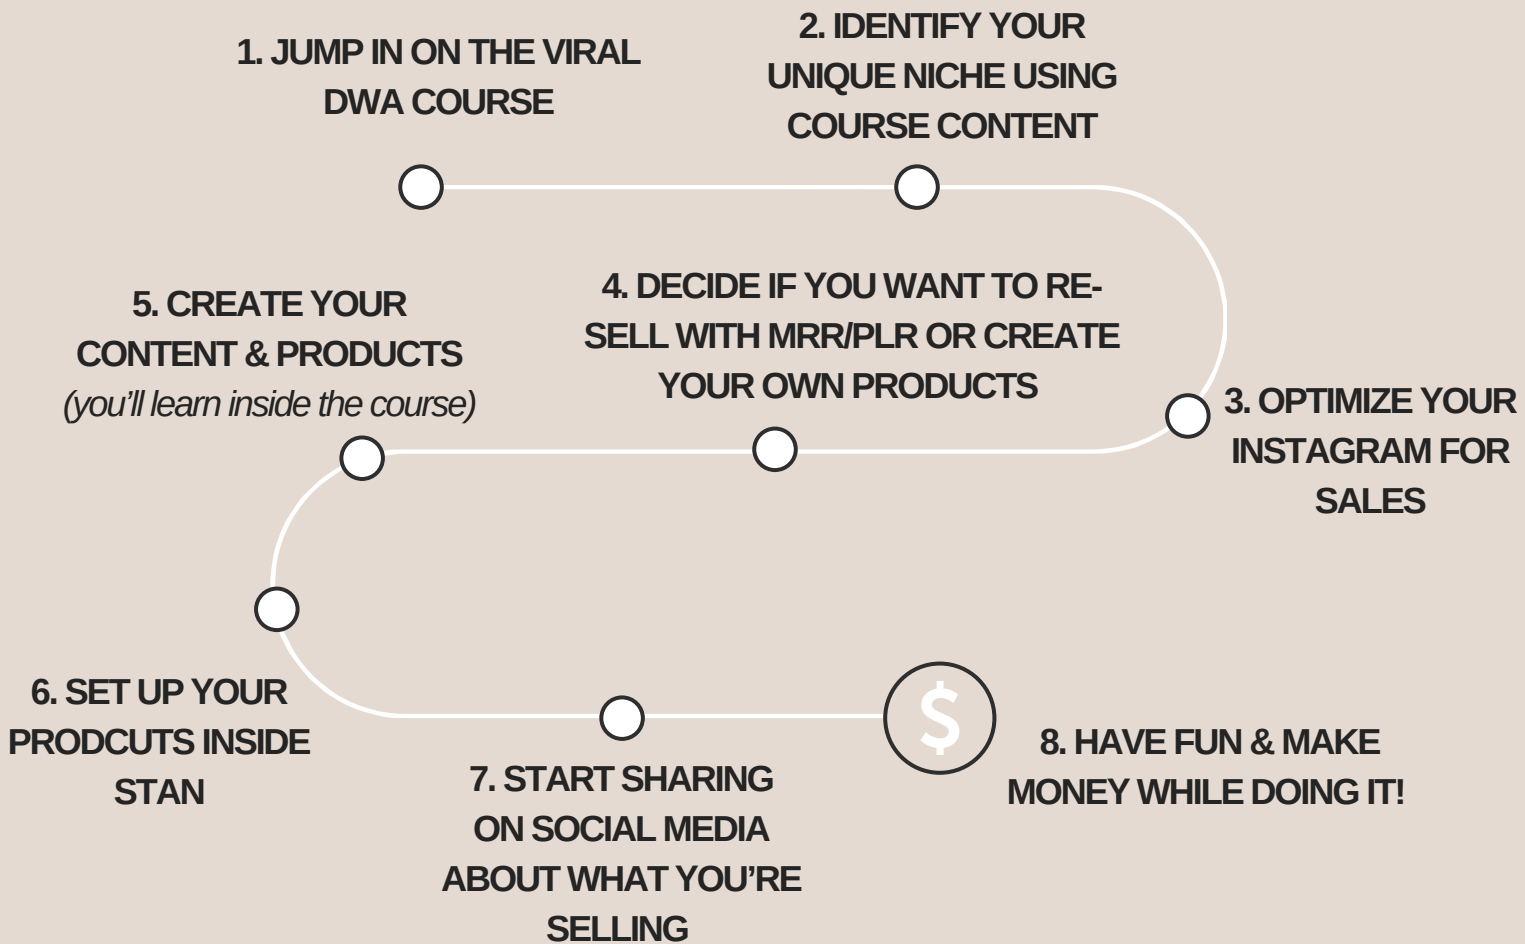 1. JUMP IN ON THE VIRAL
DWA COURSE
2. IDENTIFY YOUR
UNIQUE NICHE USING
COURSE CONTENT
3. OPTIMIZE YOUR
INSTAGRAM FOR
SALES
4. DECIDE IF YOU WANT TO RE-
SELL WITH MRR/PLR OR CREATE
YOUR OWN PRODUCTS
5. CREATE YOUR
CONTENT & PRODUCTS
(you’ll learn inside the course)
6. SET UP YOUR
PRODCUTS INSIDE
STAN
7. START SHARING
ON SOCIAL MEDIA
ABOUT WHAT YOU’RE
SELLING
$
8. HAVE FUN & MAKE
MONEY WHILE DOING IT!